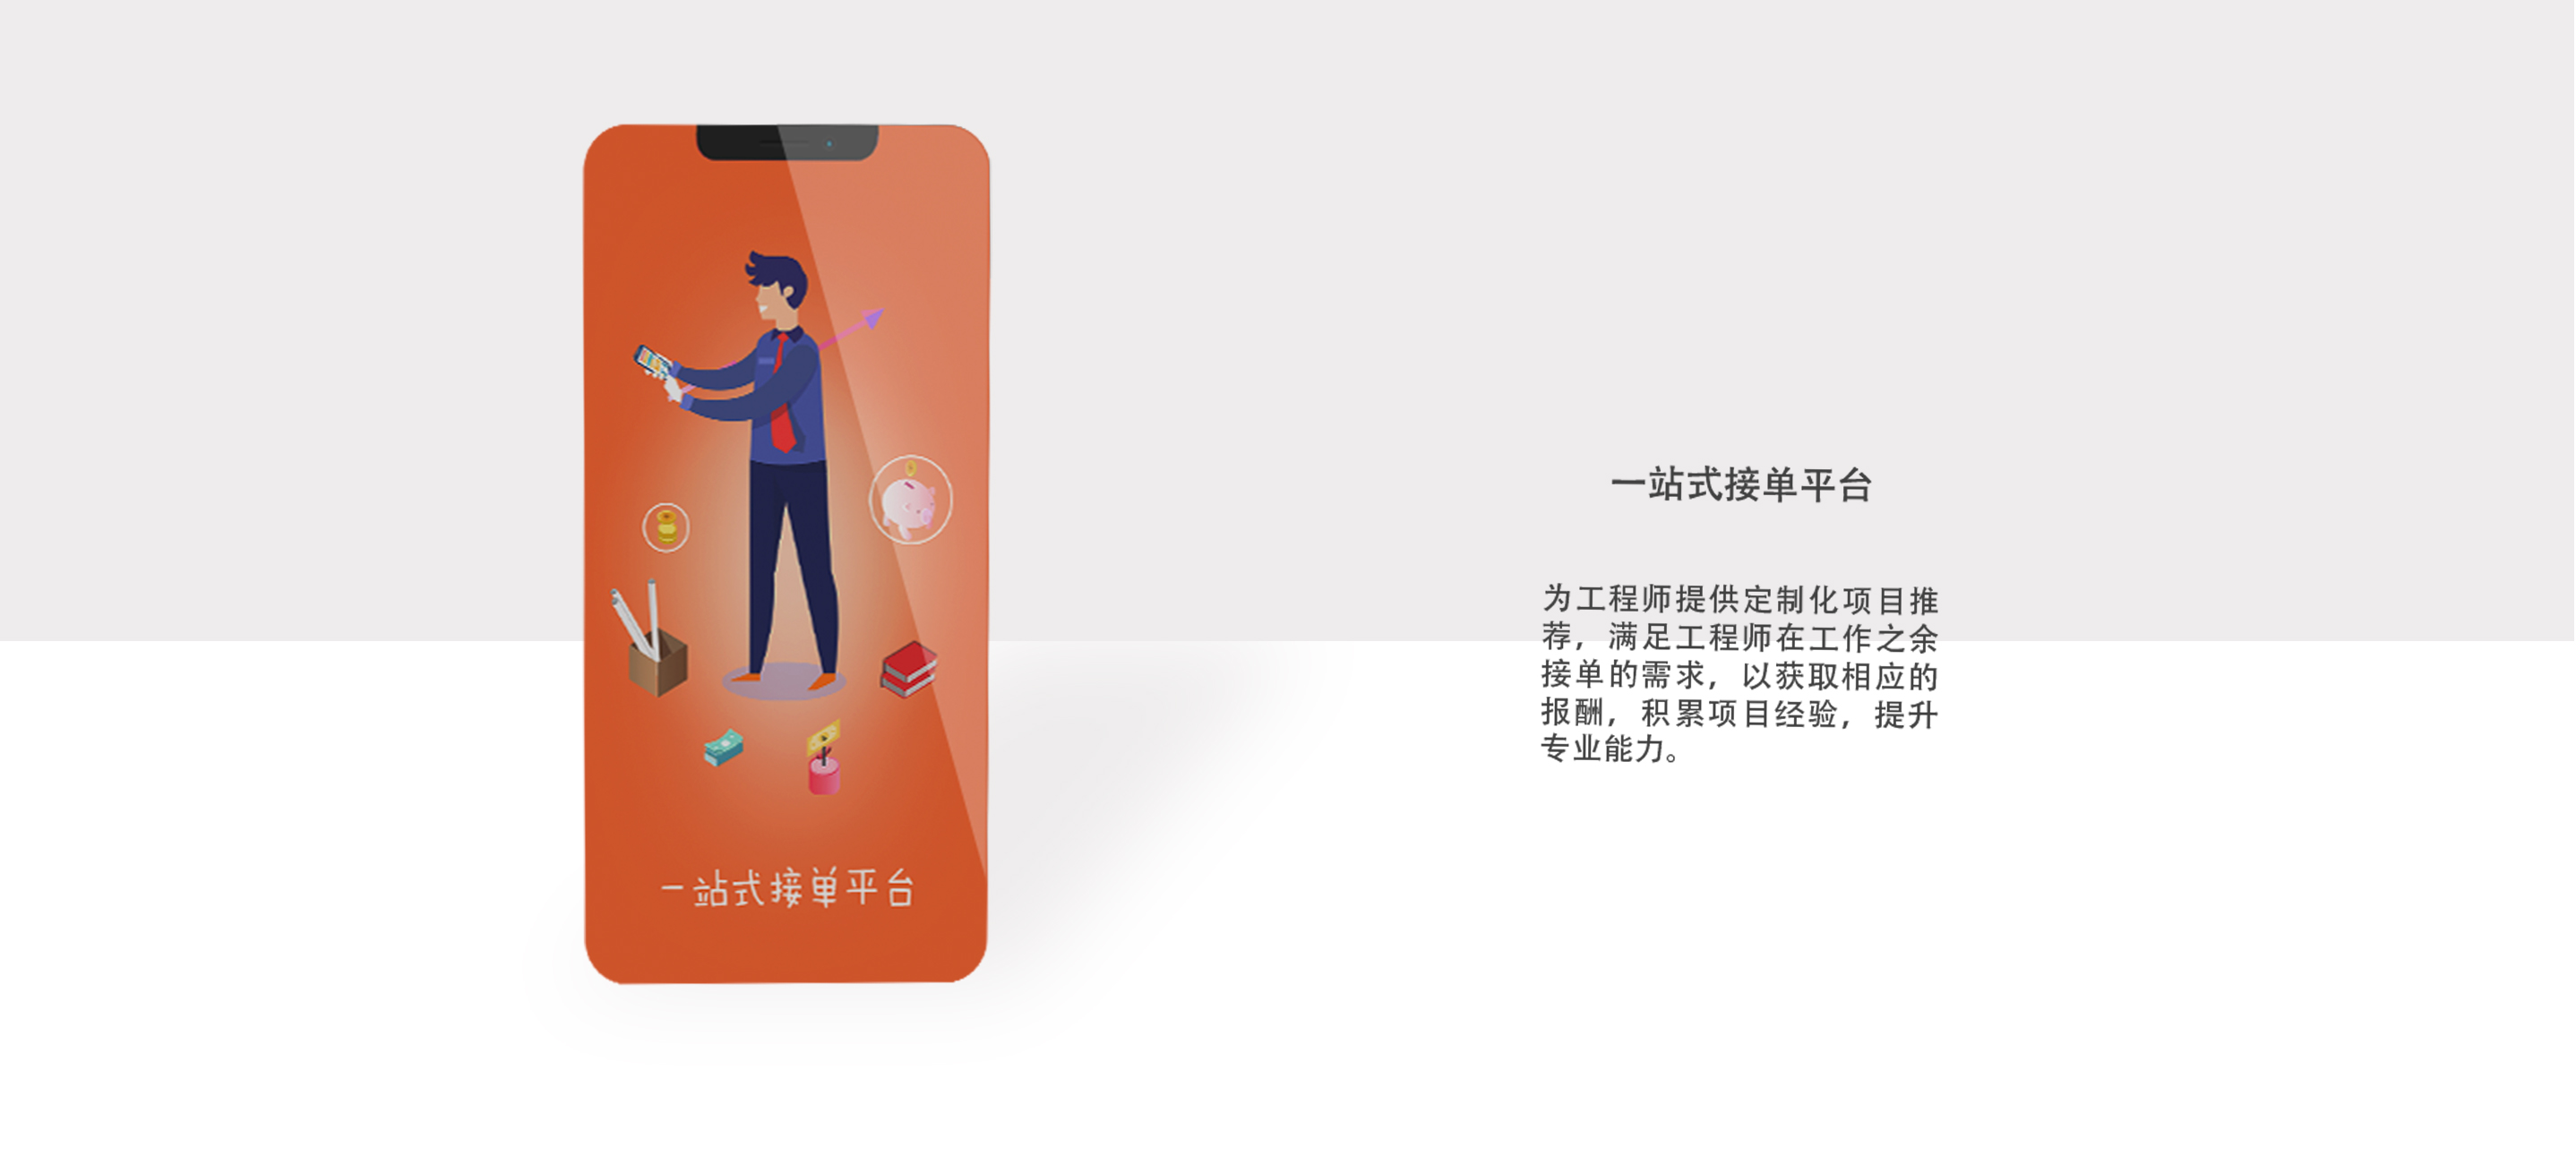 一站式接单平台
一站式接单平台
为工程师提供定制化项目推
荐，满足工程师在工作之余
接单的需求，以获取相应的
报酬，积累项目经验，提升
专业能力。